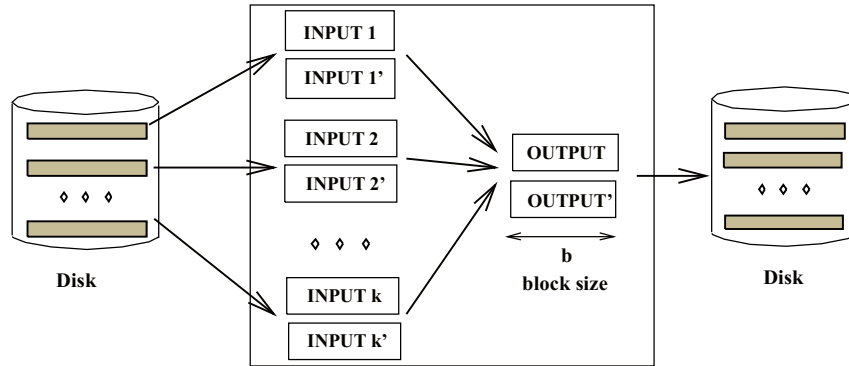 INPUT 1
INPUT 1’
INPUT 2
INPUT 2’
INPUT k
INPUT k’
OUTPUT
OUTPUT’
b
block size
Disk
Disk